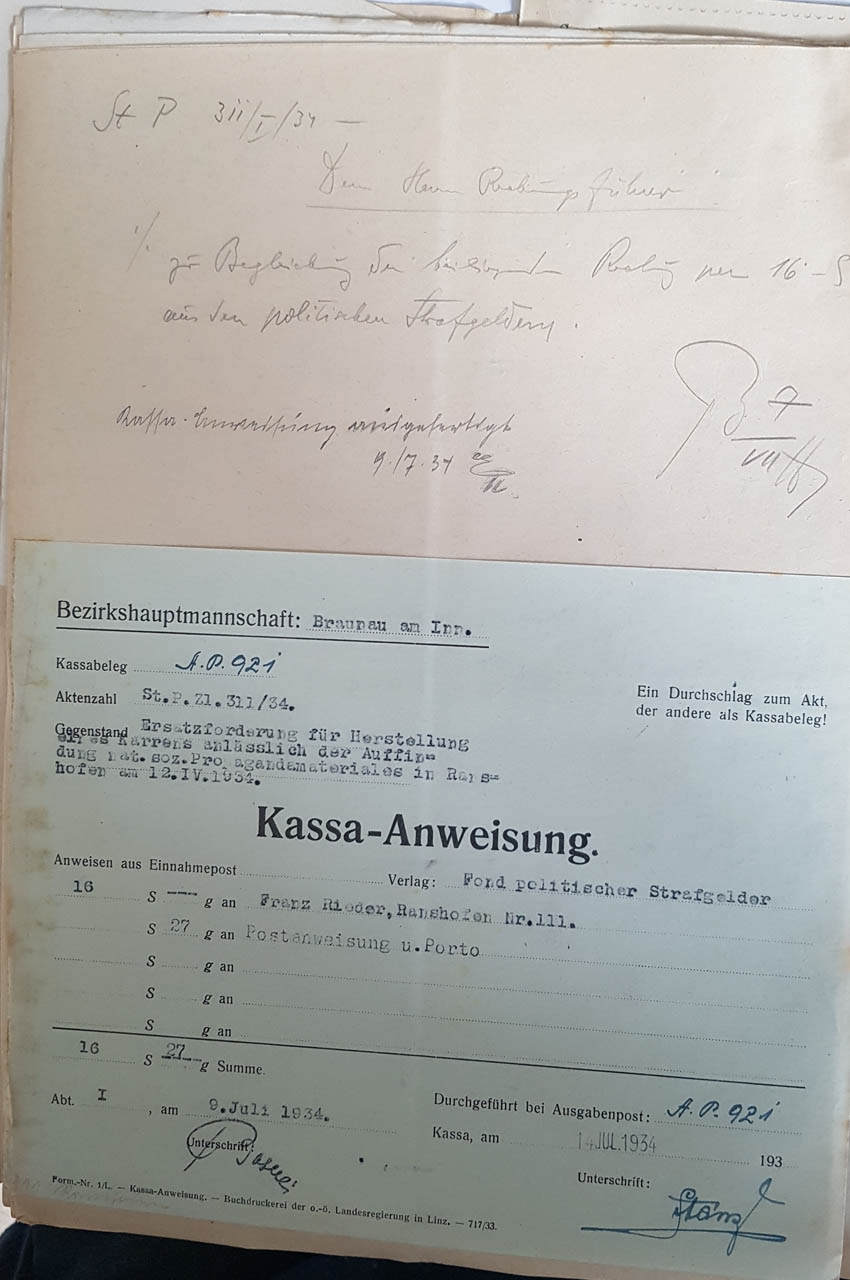 St P 311/I/34 —
Dem Herrn Rechnungsführer
./.
zur Begleichung der beiliegenden Rechng per 16 – S
aus den politischen Strafgeldern.
7
VII
Kassa-Anweisung ausgefertigt
9./7.34
Bezirkshauptmannschaft: Braunau am Inn.
Kassabeleg A.P. 921
Aktenzahl St.P.Zl.311/34.
Ein Durchschlag zum Akt,
der andere als Kassabeleg!
Gegenstand Ersatzforderung für Herstellung
eines Karrens anlässlich der Auffin=
dung nat.soz.Propagandamateriales in Rans=
hofen am 12.IV.1934.
Kassa-Anweisung.
Anweisen aus Einnahmepost Verlag: Fond politischer Strafgelder
16 S --- g an Franz Rieder, Ranshofen Nr.111.
S 27 g an Postanweisung u.Porto
S g an
S g an
S g an
16 S 27 g Summe.
Abt. I, am 9.Juli 1934.
Durchgeführt bei Ausgabenpost: A.P. 921
Kassa, am 14. JUL. 1934 193
Unterschrift:
Unterschrift:
Stanzl
Form.-Nr. 1/L. — Kassa-Anweisung. — Buchdruckerei der o.-ö. Landesregierung in Linz. — 717/33.